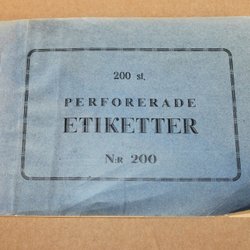 200 st.
PERFORERADE
ETIKETTER
N:R 200